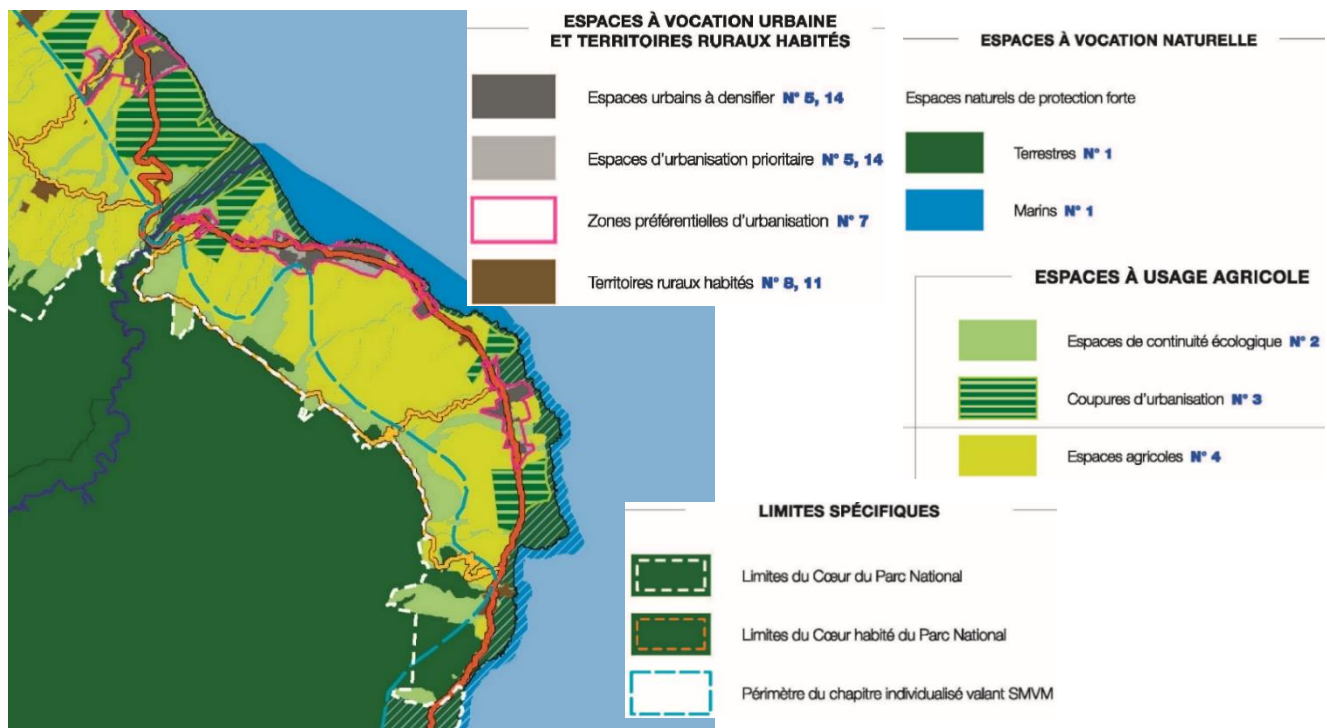 ESPACES À VOCATION URBAINE
ET TERRITOIRES RURAUX HABITÉS
Espaces urbains à densifier N° 5, 14
Espaces d'urbanisation prioritaire N° 5, 14
Zones préférentielles d'urbanisation N° 7
Territoires ruraux habités N° 8, 11
ESPACES À VOCATION NATURELLE
Espaces naturels de protection forte
Terrestres N° 1
Marins N° 1
ESPACES À USAGE AGRICOLE
Espaces de continuité écologique N° 2
Coupures d'urbanisation N° 3
Espaces agricoles N° 4
LIMITES SPÉCIFIQUES
Limites du Cœur du Parc National
Limites du Cœur habité du Parc National
Périmètre du chapitre individualisé valant SMVM